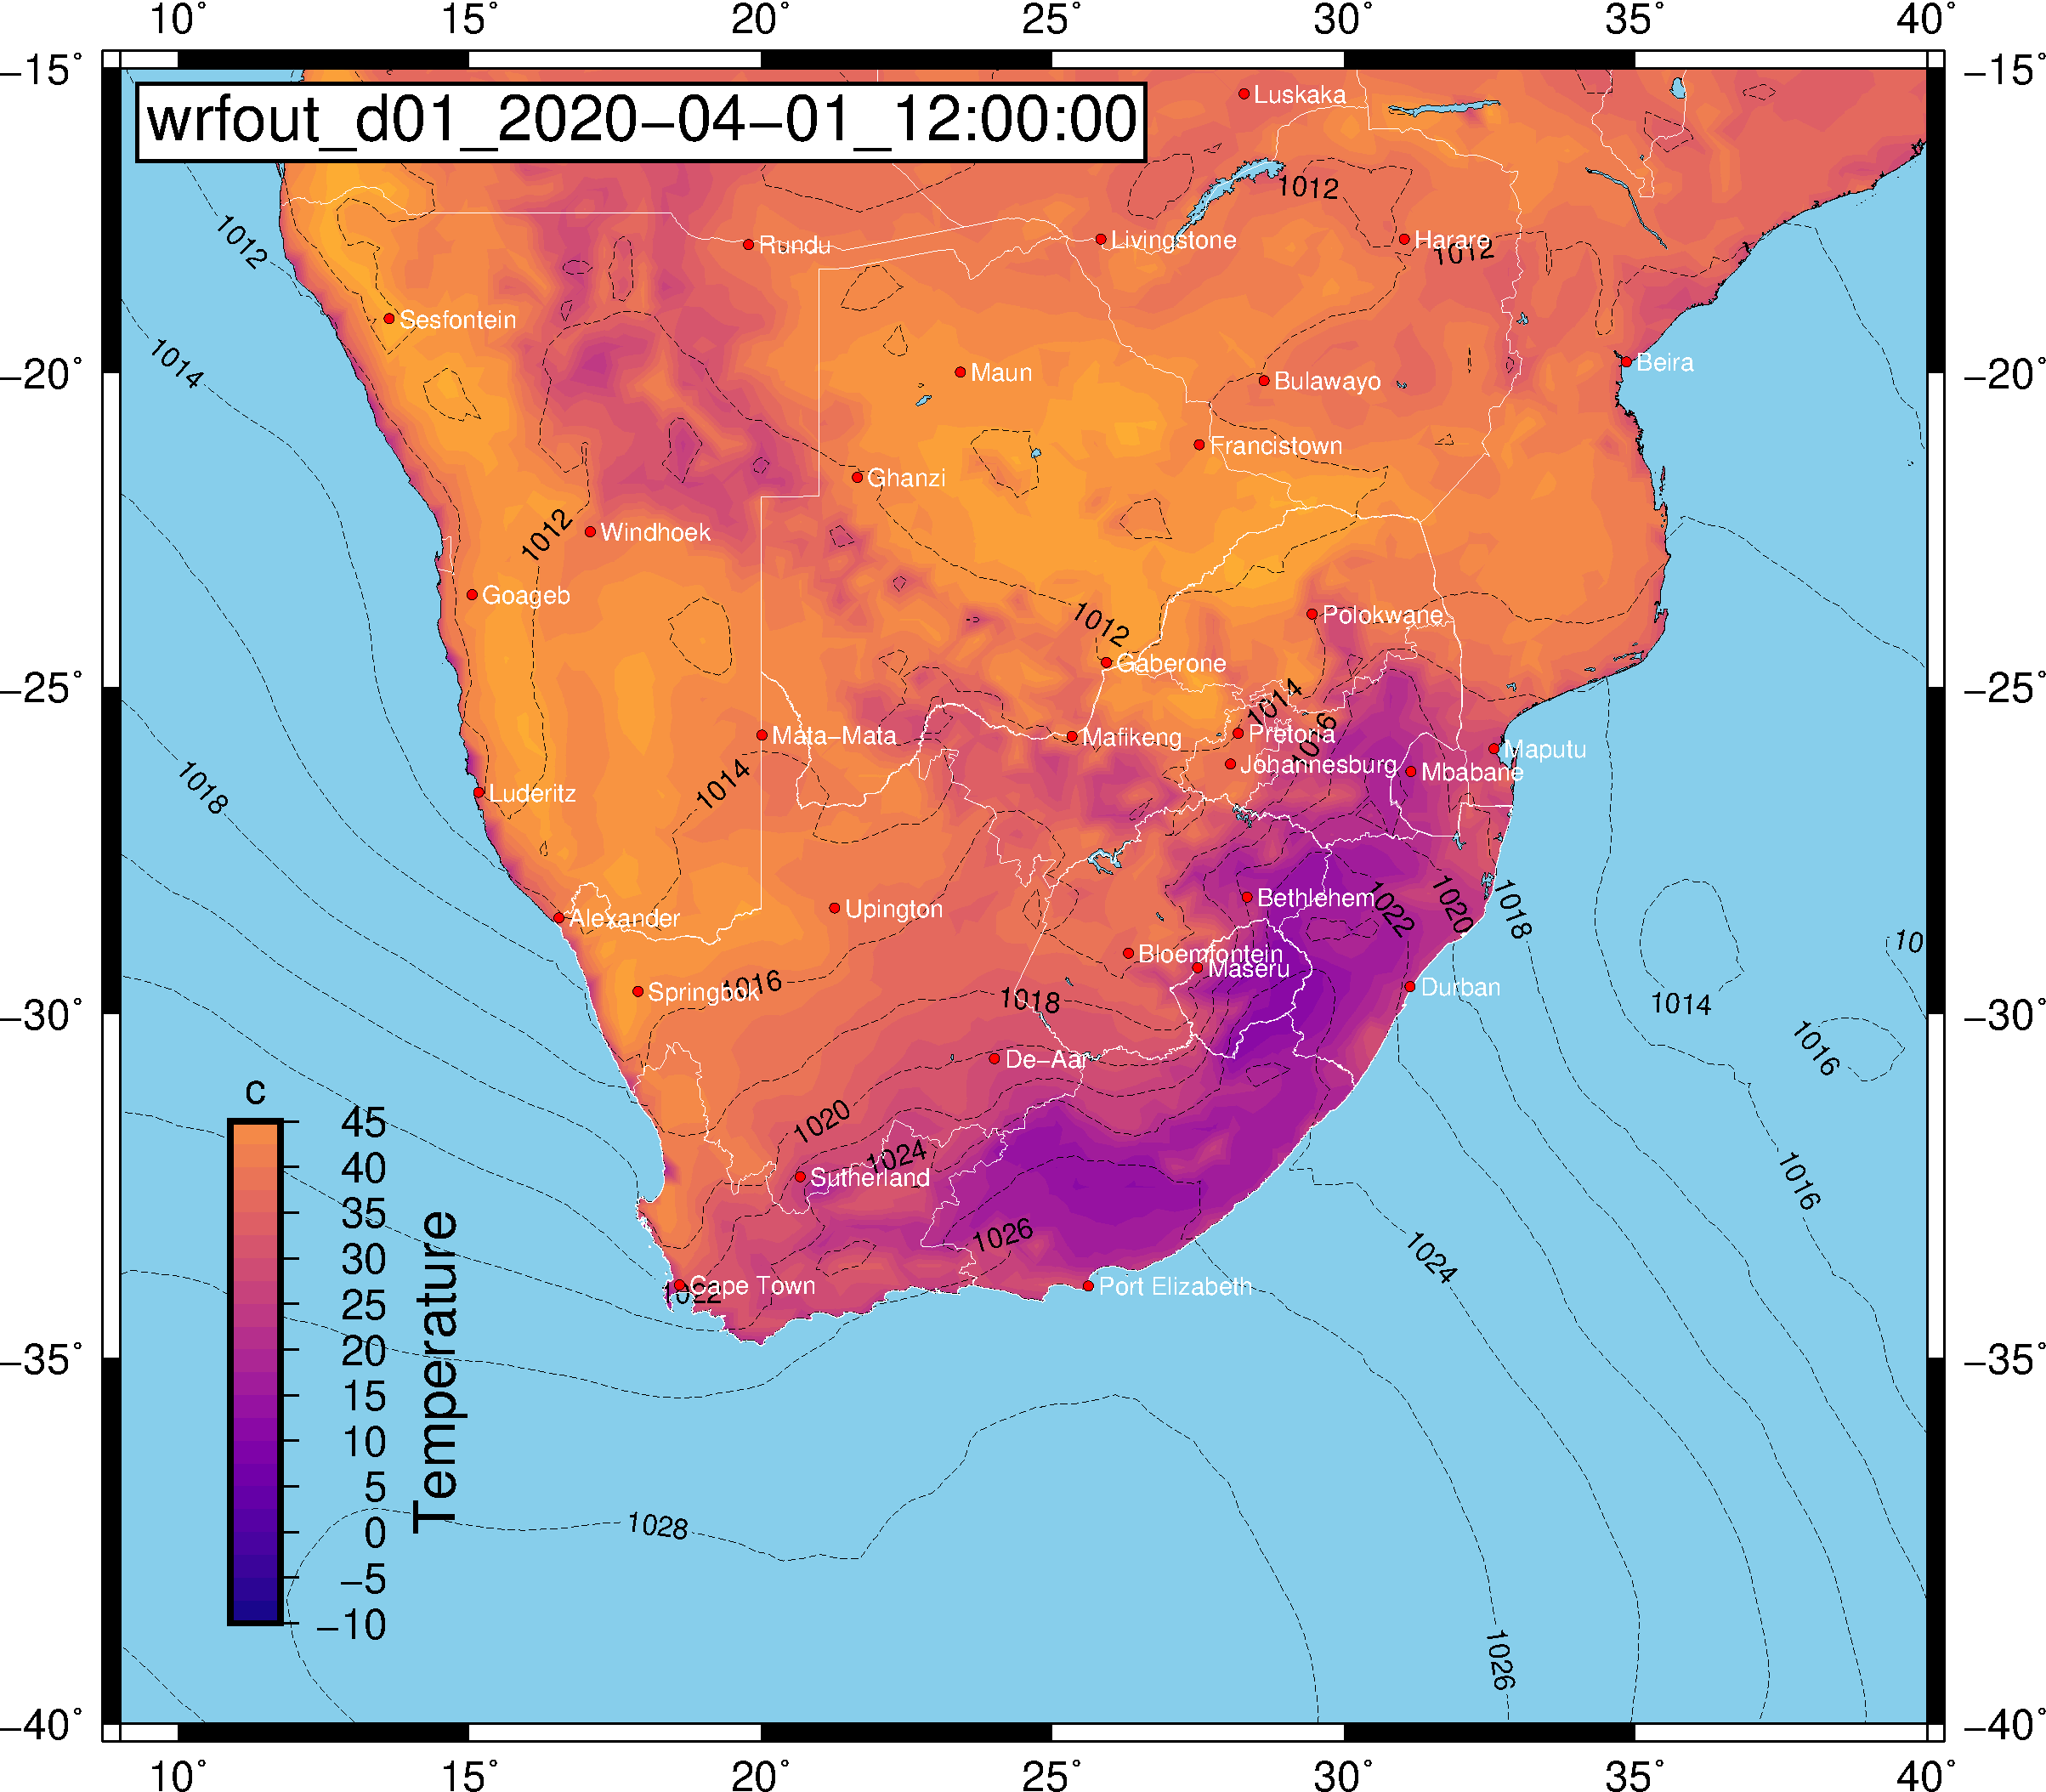 10° 15° 20° 25° 30° 35° 40°
−15° −15°
wrfout_d01_2020−04−01_12:00:00
Luskaka
1012
1012
Rundu
Livingstone
Harare
1012
Sesfontein
1014
Beira
−20° −20°
Maun
Bulawayo
Francistown
Ghanzi
Windhoek
1012
Goageb
1012
Polokwane
Gaberone
−25° −25°
1014
1016
Mata−Mata
Mafikeng
Pretoria
Maputu
Johannesburg
Mbabane
1018
1014
Luderitz
Bethlehem
1022
1020
1018
Alexander
Upington
10
Bloemfontein
Maseru
1016
Springbok
1018
Durban
1014
−30° −30°
1016
De−Aar
c
1020
1024
Sutherland
1016
1026
1024
1022
Cape Town
Port Elizabeth
45
40
35
30
25
20
15
10
5
0
−5
−10
Temperature
−35° −35°
1028
1026
−40° −40°
10° 15° 20° 25° 30° 35° 40°